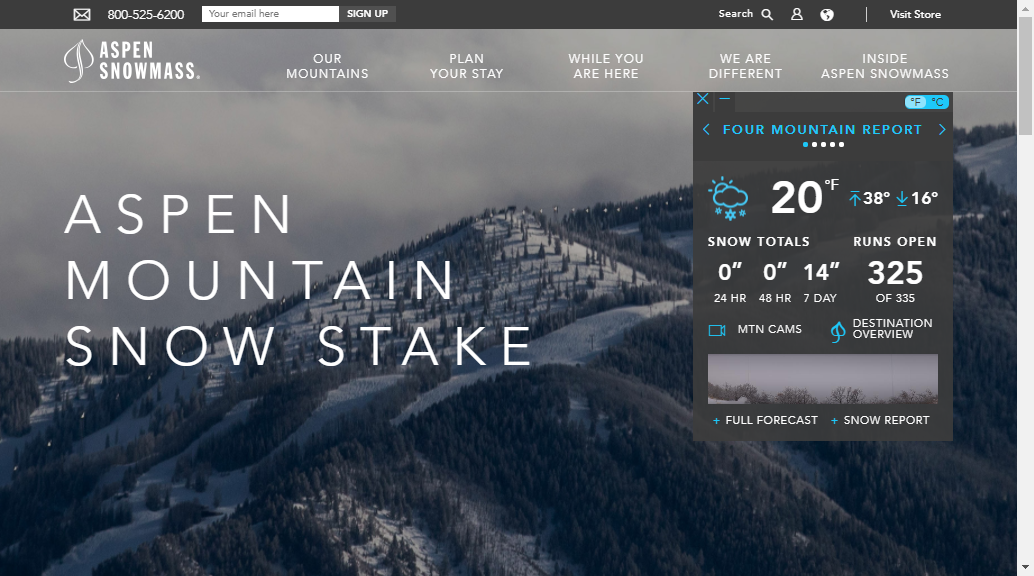 800-525-6200
Your email here
SIGN UP
Search
Visit Store
ASPEN
SNOWMASS®
OUR
MOUNTAINS
PLAN
YOUR STAY
WHILE YOU
ARE HERE
WE ARE
DIFFERENT
INSIDE
ASPEN SNOWMASS
°F °C
FOUR MOUNTAIN REPORT
20°F
38° 16°
SNOW TOTALS
0” 0” 14”
24 HR 48 HR 7 DAY
RUNS OPEN
325
OF 335
MTN CAMS
DESTINATION
OVERVIEW
+ FULL FORECAST + SNOW REPORT
ASPEN
MOUNTAIN
SNOW STAKE